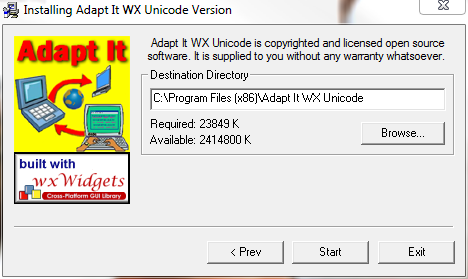 Installing Adapt It WX Unicode Version
Adapt It
Adapt It WX Unicode is copyrighted and licensed open source
software. It is supplied to you without any warranty whatsoever.
Destination Directory
C:\Program Files (x86)\Adapt It WX Unicode
Required: 23849 K
Available: 2414800 K
Browse...
built with
wxWidgets
Cross-Platform GUI Library
< Prev
Start
Exit